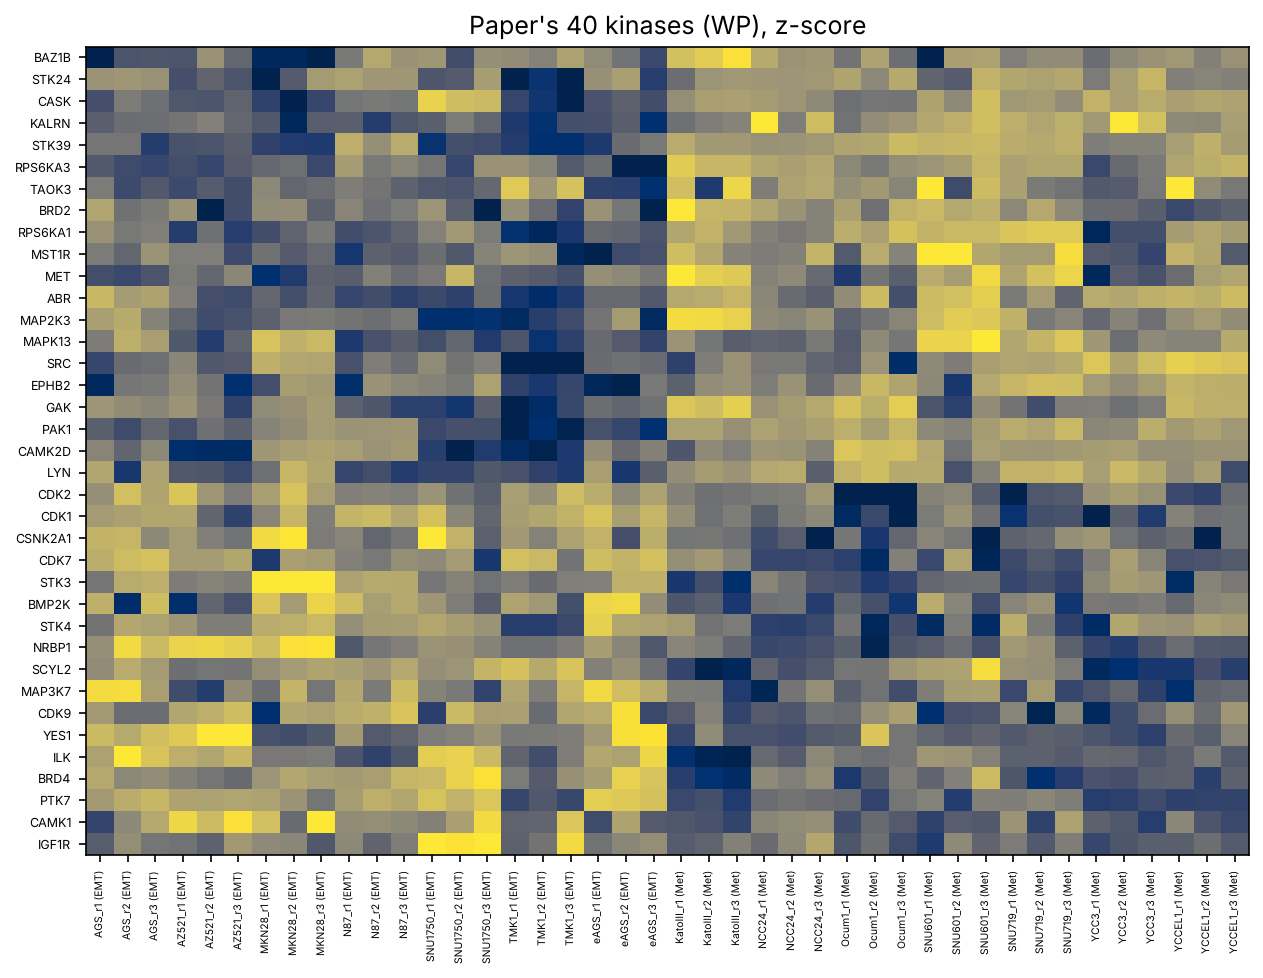 Paper's 40 kinases (WP), z-score
BAZ1B
STK24
CASK
KALRN
STK39
RPS6KA3
TAOK3
BRD2
RPS6KA1
MST1R
MET
ABR
MAP2K3
MAPK13
SRC
EPHB2
GAK
PAK1
CAMK2D
LYN
CDK2
CDK1
CSNK2A1
CDK7
STK3
BMP2K
STK4
NRBP1
SCYL2
MAP3K7
CDK9
YES1
ILK
BRD4
PTK7
CAMK1
IGF1R
AGS_r1 (EMT)
AGS_r2 (EMT)
AGS_r3 (EMT)
AZ521_r1 (EMT)
AZ521_r2 (EMT)
AZ521_r3 (EMT)
MKN28_r1 (EMT)
MKN28_r2 (EMT)
MKN28_r3 (EMT)
N87_r1 (EMT)
N87_r2 (EMT)
N87_r3 (EMT)
SNU1750_r1 (EMT)
SNU1750_r2 (EMT)
SNU1750_r3 (EMT)
TMK1_r1 (EMT)
TMK1_r2 (EMT)
TMK1_r3 (EMT)
eAGS_r1 (EMT)
eAGS_r2 (EMT)
eAGS_r3 (EMT)
KatoIII_r1 (Met)
KatoIII_r2 (Met)
KatoIII_r3 (Met)
NCC24_r1 (Met)
NCC24_r2 (Met)
NCC24_r3 (Met)
Ocum1_r1 (Met)
Ocum1_r2 (Met)
Ocum1_r3 (Met)
SNU601_r1 (Met)
SNU601_r2 (Met)
SNU601_r3 (Met)
SNU719_r1 (Met)
SNU719_r2 (Met)
SNU719_r3 (Met)
YCC3_r1 (Met)
YCC3_r2 (Met)
YCC3_r3 (Met)
YCCEL1_r1 (Met)
YCCEL1_r2 (Met)
YCCEL1_r3 (Met)